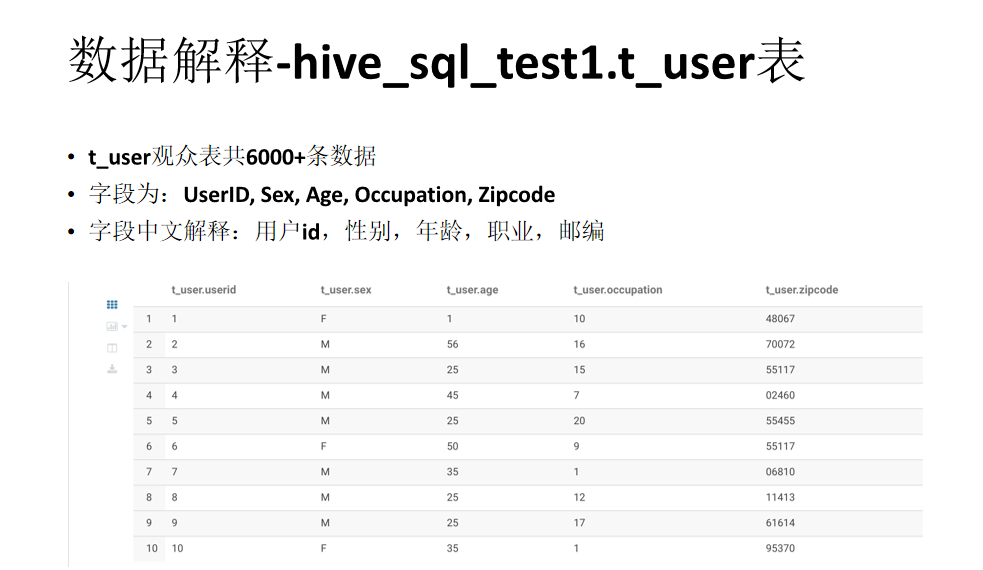 数据解释-hive_sql_test1.t_user表
• t_user观众表共6000+条数据
• 字段为：UserID, Sex, Age, Occupation, Zipcode
• 字段中文解释：用户id，性别，年龄，职业，邮编
t_user.userid t_user.sex t_user.age t_user.occupation t_user.zipcode
1 1 F 1 10 48067
2 2 M 56 16 70072
3 3 M 25 15 55117
4 4 M 45 7 02460
5 5 M 25 20 55455
6 6 F 50 9 55117
7 7 M 35 1 06810
8 8 M 25 12 11413
9 9 M 25 17 61614
10 10 F 35 1 95370